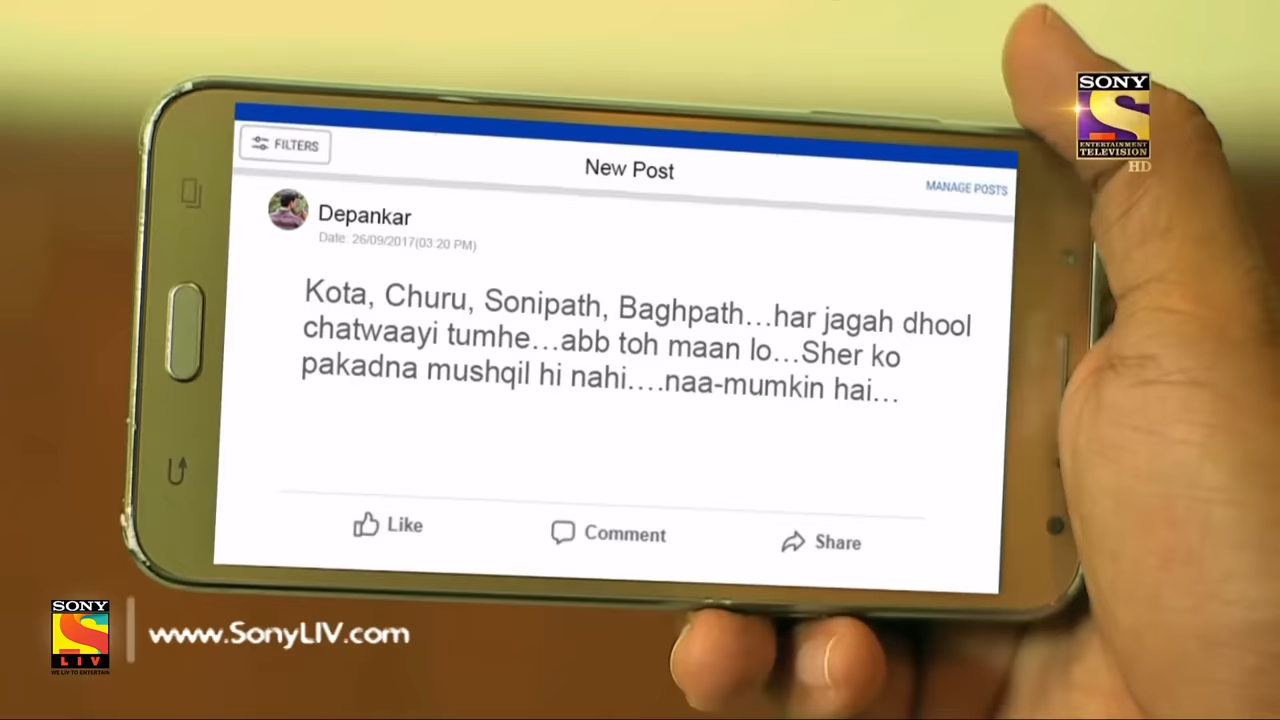 SONY
ENTERTAINMENT
TELEVISION
HD
FILTERS
New Post
MANAGE POSTS
Depankar
Date: 26/09/2017(03:20 PM)
Kota, Churu, Sonipath, Baghpath...har jagah dhool
chatwaayi tumhe...abb toh maan lo...Sher ko
pakadna mushqil hi nahi....naa-mumkin hai...
Like
Comment
Share
SONY
LIV
WE LIV TO ENTERTAIN
www.SonyLIV.com